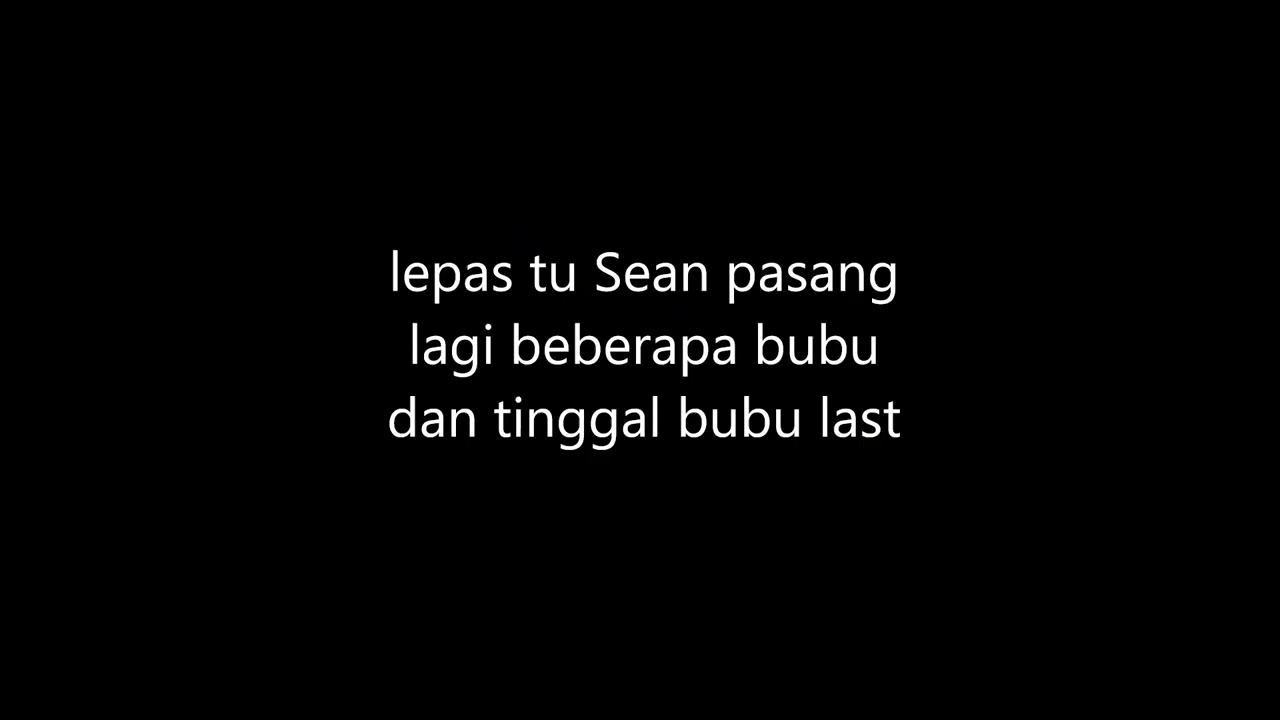 lepas tu Sean pasang
lagi beberapa bubu
dan tinggal bubu last